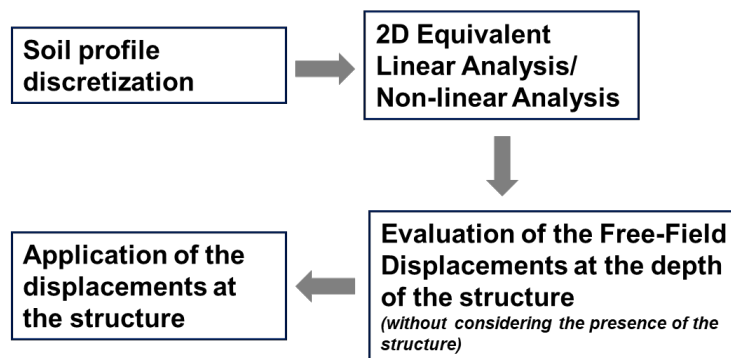 Soil profile
discretization
2D Equivalent
Linear Analysis/
Non-linear Analysis
Evaluation of the Free-Field
Displacements at the depth
of the structure
(without considering the presence of the
structure)
Application of the
displacements at
the structure